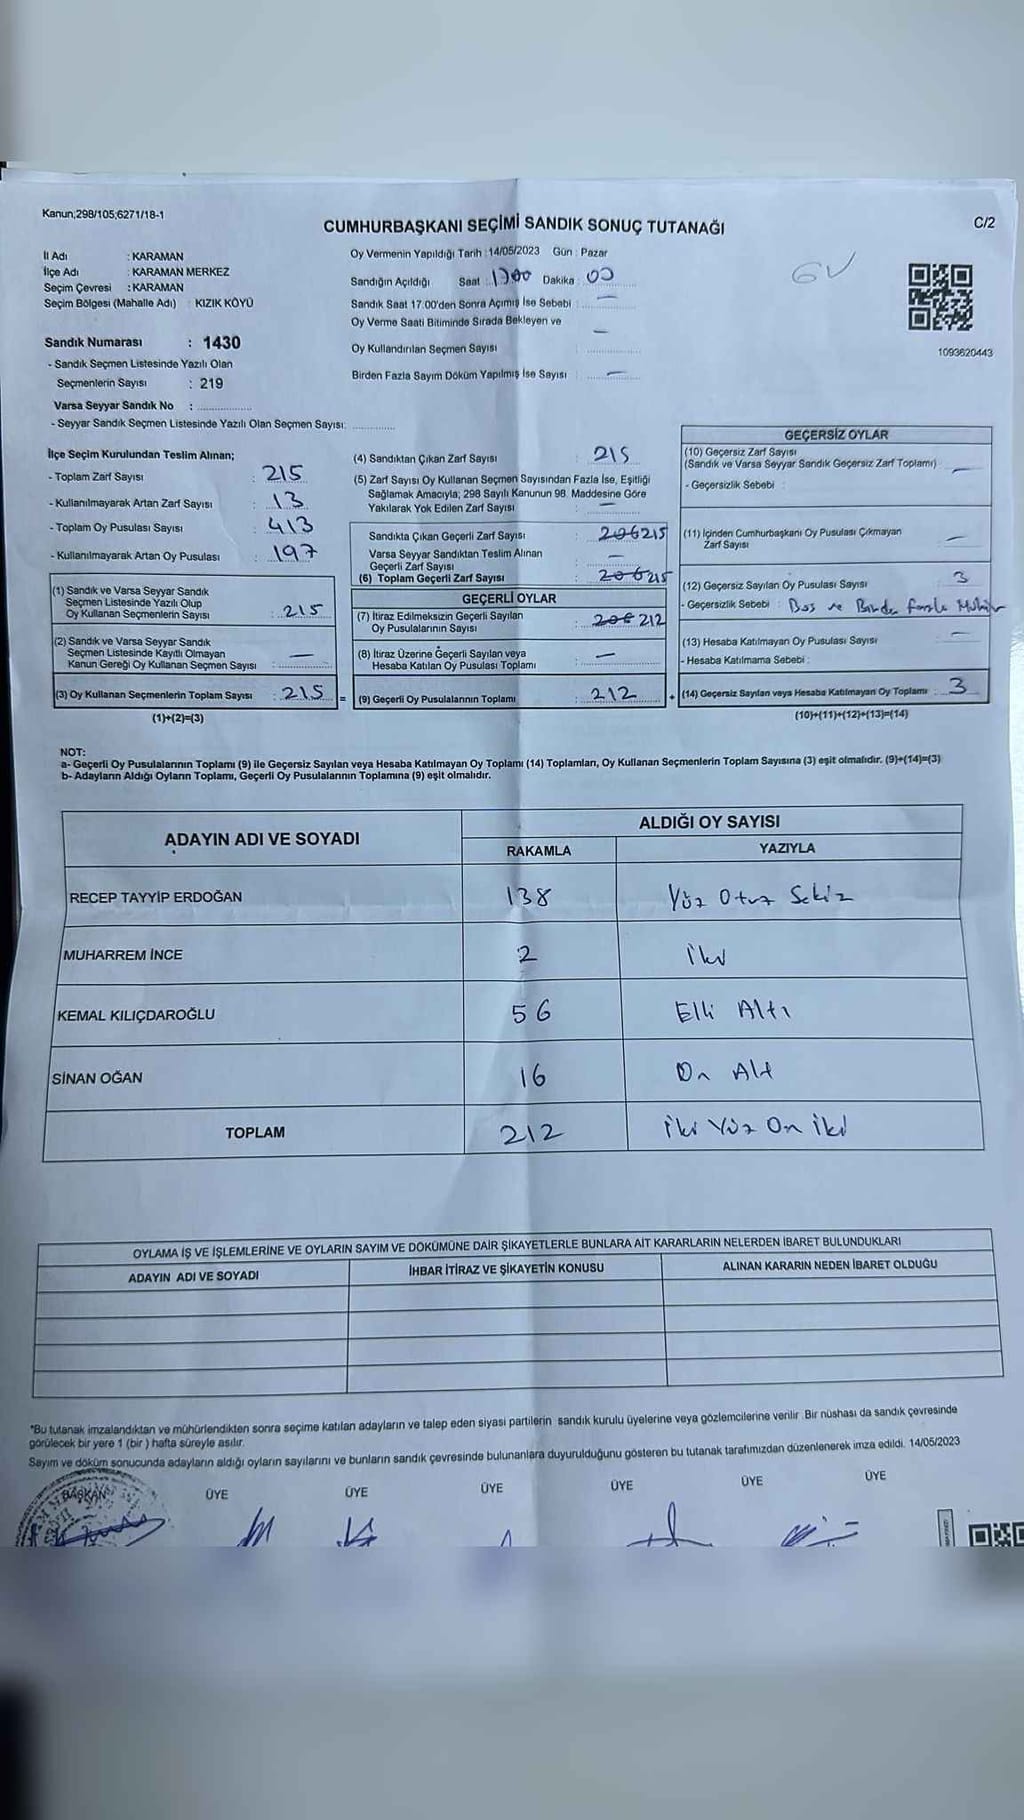 Kanun;298/105;6271/18-1
CUMHURBAŞKANI SEÇİMİ SANDIK SONUÇ TUTANAĞI
C/2
İl Adı : KARAMAN
İlçe Adı : KARAMAN MERKEZ
Seçim Çevresi : KARAMAN
Seçim Bölgesi (Mahalle Adı) : KIZIK KÖYÜ
Sandık Numarası : 1430
- Sandık Seçmen Listesinde Yazılı Olan
Seçmenlerin Sayısı : 219
Varsa Seyyar Sandık No :
- Seyyar Sandık Seçmen Listesinde Yazılı Olan Seçmen Sayısı:
Oy Vermenin Yapıldığı Tarih : 14/05/2023 Gün : Pazar
Sandığın Açıldığı Saat : Dakika : 00
Sandık Saat 17.00'den Sonra Açımış İse Sebebi : —
Oy Verme Saati Bitiminde Sırada Bekleyen ve
Oy Kullandırılan Seçmen Sayısı —
Birden Fazla Sayım Döküm Yapılmış İse Sayısı : —
1093620443
İlçe Seçim Kurulundan Teslim Alınan;
- Toplam Zarf Sayısı : 215
- Kullanılmayarak Artan Zarf Sayısı : 13
- Toplam Oy Pusulası Sayısı : 413
- Kullanılmayarak Artan Oy Pusulası : 197
(1) Sandık ve Varsa Seyyar Sandık
Seçmen Listesinde Yazılı Olup
Oy Kullanan Seçmenlerin Sayısı : 215
(2) Sandık ve Varsa Seyyar Sandık
Seçmen Listesinde Kayıtlı Olmayan
Kanun Gereği Oy Kullanan Seçmen Sayısı : —
(3) Oy Kullanan Seçmenlerin Toplam Sayısı : 215 =
(1)+(2)=(3)
(4) Sandıktan Çıkan Zarf Sayısı : 215
(5) Zarf Sayısı Oy Kullanan Seçmen Sayısından Fazla İse, Eşitliği
Sağlamak Amacıyla; 298 Sayılı Kanunun 98. Maddesine Göre
Yakılarak Yok Edilen Zarf Sayısı : —
Sandıkta Çıkan Geçerli Zarf Sayısı : 206 215
Varsa Seyyar Sandıktan Teslim Alınan
Geçerli Zarf Sayısı : —
(6) Toplam Geçerli Zarf Sayısı : 206 215
GEÇERLİ OYLAR
(7) İtiraz Edilmeksizin Geçerli Sayılan
Oy Pusulalarının Sayısı : 206 212
(8) İtiraz Üzerine Geçerli Sayılan veya
Hesaba Katılan Oy Pusulası Toplamı : —
(9) Geçerli Oy Pusulalarının Toplamı : 212 +
GEÇERSİZ OYLAR
(10) Geçersiz Zarf Sayısı
(Sandık ve Varsa Seyyar Sandık Geçersiz Zarf Toplamı) —
- Geçersizlik Sebebi :
(11) İçinden Cumhurbaşkanı Oy Pusulası Çıkmayan
Zarf Sayısı —
(12) Geçersiz Sayılan Oy Pusulası Sayısı 3
- Geçersizlik Sebebi : Boş ve Birden fazla Mühür
(13) Hesaba Katılmayan Oy Pusulası Sayısı —
- Hesaba Katılmama Sebebi :
(14) Geçersiz Sayılan veya Hesaba Katılmayan Oy Toplamı 3
(10)+(11)+(12)+(13)=(14)
NOT:
a- Geçerli Oy Pusulalarının Toplamı (9) ile Geçersiz Sayılan veya Hesaba Katılmayan Oy Toplamı (14) Toplamları, Oy Kullanan Seçmenlerin Toplam Sayısına (3) eşit olmalıdır. (9)+(14)=(3)
b- Adayların Aldığı Oyların Toplamı, Geçerli Oy Pusulalarının Toplamına (9) eşit olmalıdır.
ADAYIN ADI VE SOYADI
ALDIĞI OY SAYISI
RAKAMLA YAZIYLA
RECEP TAYYİP ERDOĞAN 138 Yüz Otuz Sekiz
MUHARREM İNCE 2 İki
KEMAL KILIÇDAROĞLU 56 Elli Altı
SİNAN OĞAN 16 On Altı
TOPLAM 212 İki Yüz On İki
OYLAMA İŞ VE İŞLEMLERİNE VE OYLARIN SAYIM VE DÖKÜMÜNE DAİR ŞİKAYETLERLE BUNLARA AİT KARARLARIN NELERDEN İBARET BULUNDUKLARI
ADAYIN ADI VE SOYADI İHBAR İTİRAZ VE ŞİKAYETİN KONUSU ALINAN KARARIN NEDEN İBARET OLDUĞU
*Bu tutanak imzalandıktan ve mühürlendikten sonra seçime katılan adayların ve talep eden siyasi partilerin sandık kurulu üyelerine veya gözlemcilerine verilir .Bir nüshası da sandık çevresinde
görülecek bir yere 1 (bir ) hafta süreyle asılır.
Sayım ve döküm sonucunda adayların aldığı oyların sayılarını ve bunların sandık çevresinde bulunanlara duyurulduğunu gösteren bu tutanak tarafımızdan düzenlenerek imza edildi. 14/05/2023
BAŞKAN ÜYE ÜYE ÜYE ÜYE ÜYE ÜYE